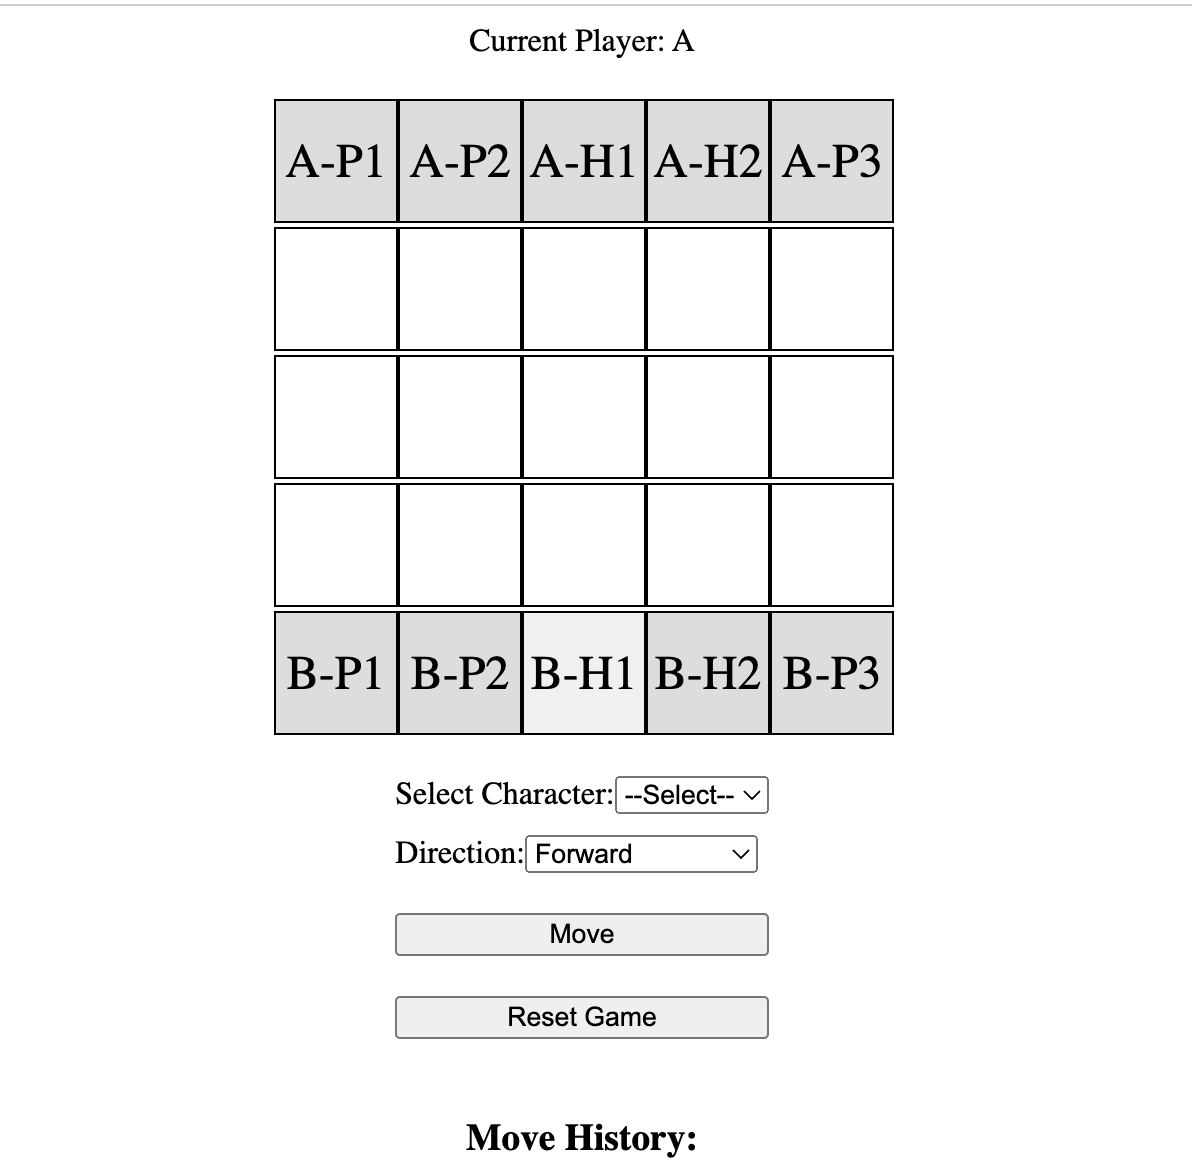 Current Player: A
A-P1 A-P2 A-H1 A-H2 A-P3
B-P1 B-P2 B-H1 B-H2 B-P3
Select Character: --Select--
Direction: Forward
Move
Reset Game
Move History: